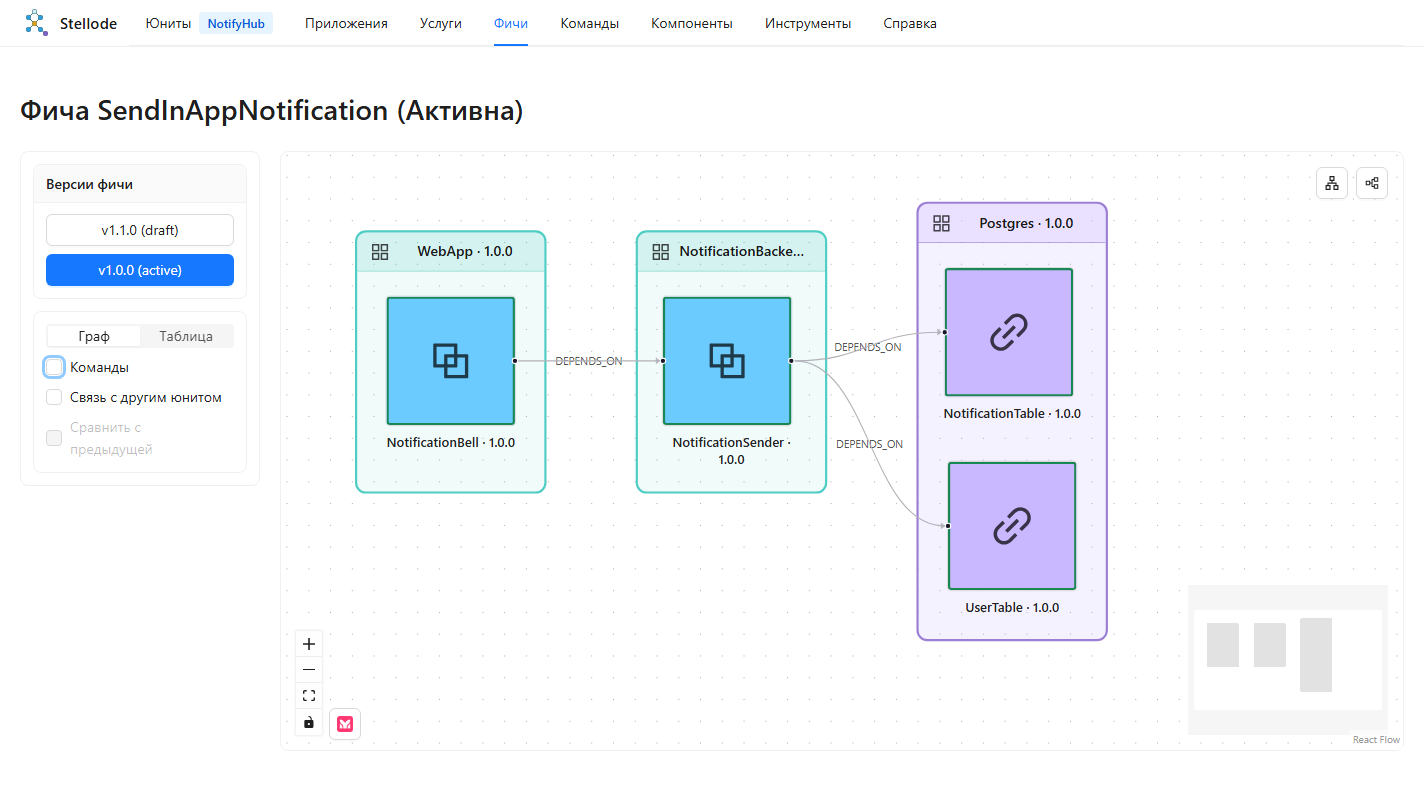 Stellode
Юниты NotifyHub Приложения Услуги Фичи Команды Компоненты Инструменты Справка
Фича SendInAppNotification (Активна)
Версии фичи
v1.1.0 (draft)
v1.0.0 (active)
Граф Таблица
Команды
Связь с другим юнитом
Сравнить с
предыдущей
WebApp · 1.0.0
NotificationBell · 1.0.0
DEPENDS_ON
NotificationBacke...
NotificationSender ·
1.0.0
DEPENDS_ON
DEPENDS_ON
Postgres · 1.0.0
NotificationTable · 1.0.0
UserTable · 1.0.0
React Flow